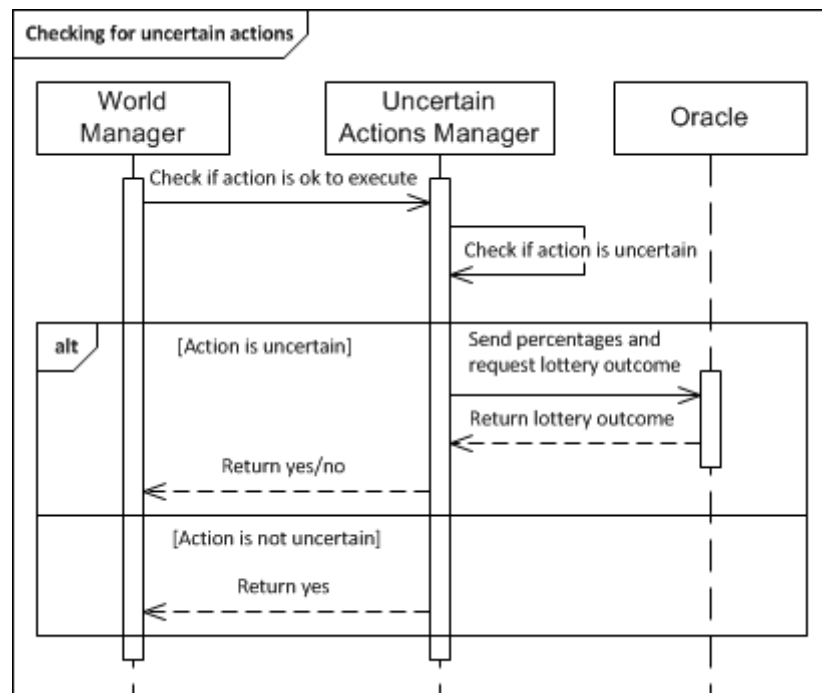 Checking for uncertain actions
World
Manager
Uncertain
Actions Manager
Oracle
Check if action is ok to execute
Check if action is uncertain
alt
[Action is uncertain]
Send percentages and
request lottery outcome
Return lottery outcome
Return yes/no
[Action is not uncertain]
Return yes